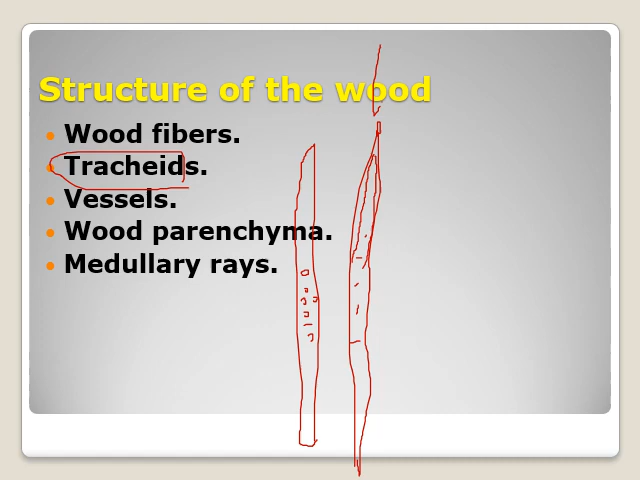 Structure of the wood
Wood fibers.
Tracheids.
Vessels.
Wood parenchyma.
Medullary rays.